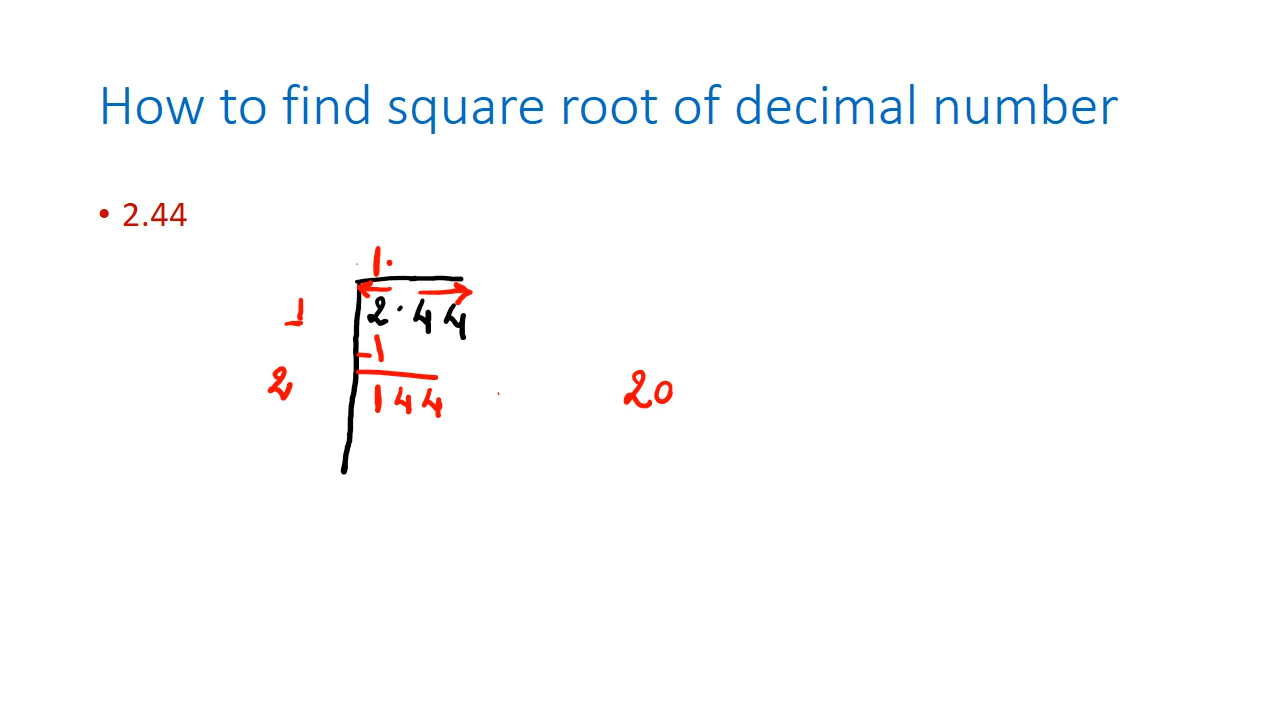 How to find square root of decimal number
• 2.44
1.
1 2.44
-1
2 144 20